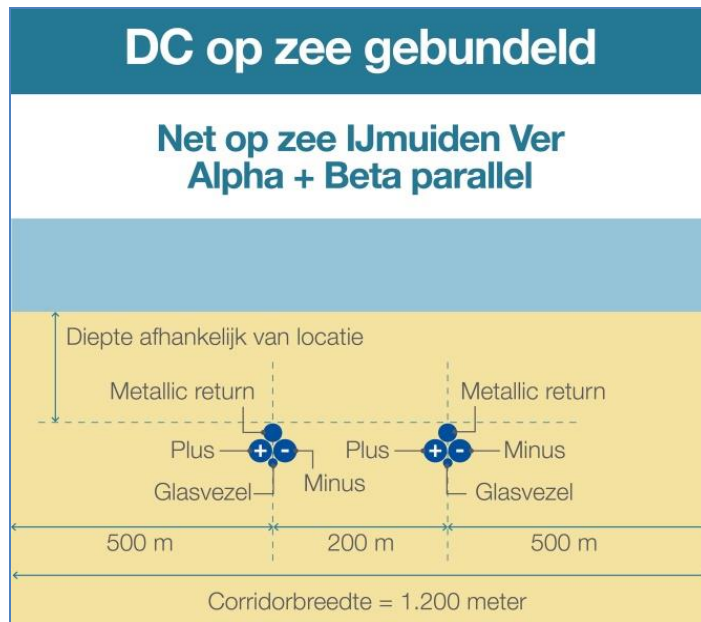 DC op zee gebundeld
Net op zee IJmuiden Ver
Alpha + Beta parallel
Diepte afhankelijk van locatie
Metallic return
Metallic return
Plus
+
-
Plus
+
-
Minus
Minus
Glasvezel
Glasvezel
500 m
200 m
500 m
Corridorbreedte = 1.200 meter